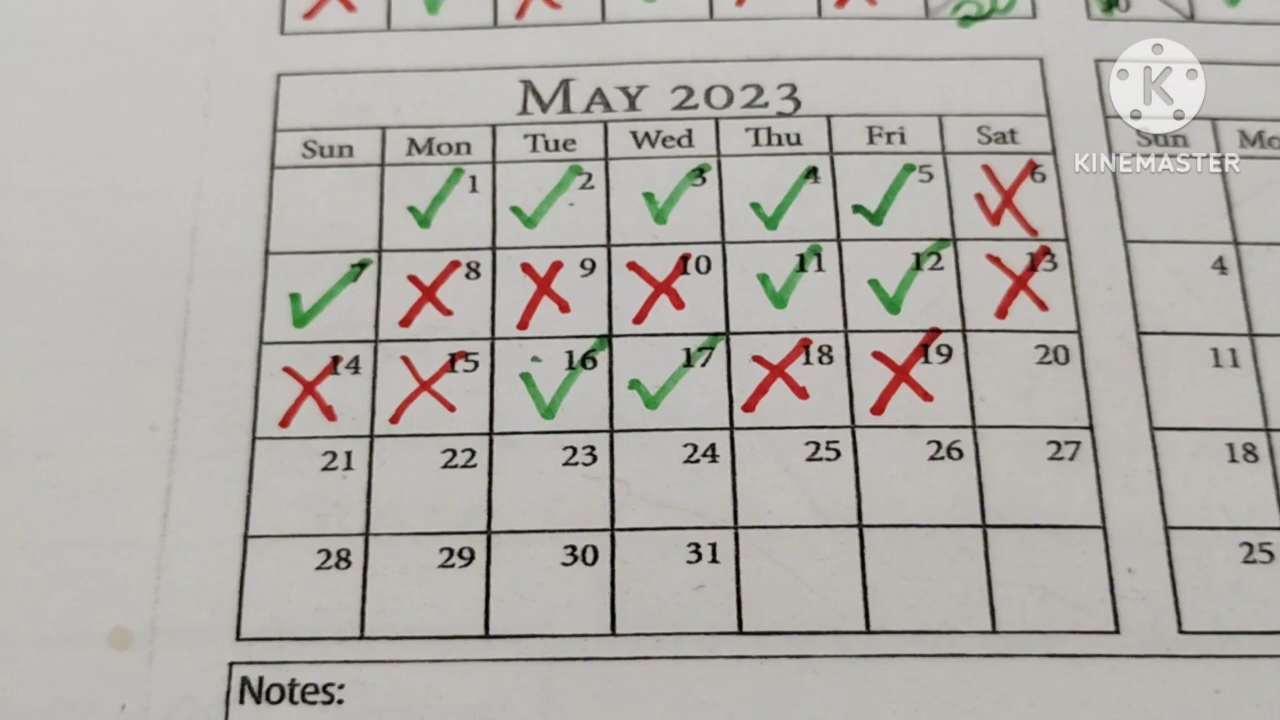 MAY 2023
Sun Mon Tue Wed Thu Fri Sat
1 2 3 4 5 6
7 8 9 10 11 12 13
14 15 16 17 18 19 20
21 22 23 24 25 26 27
28 29 30 31
Notes:
K
KINEMASTER
Sun
4
11
18
25